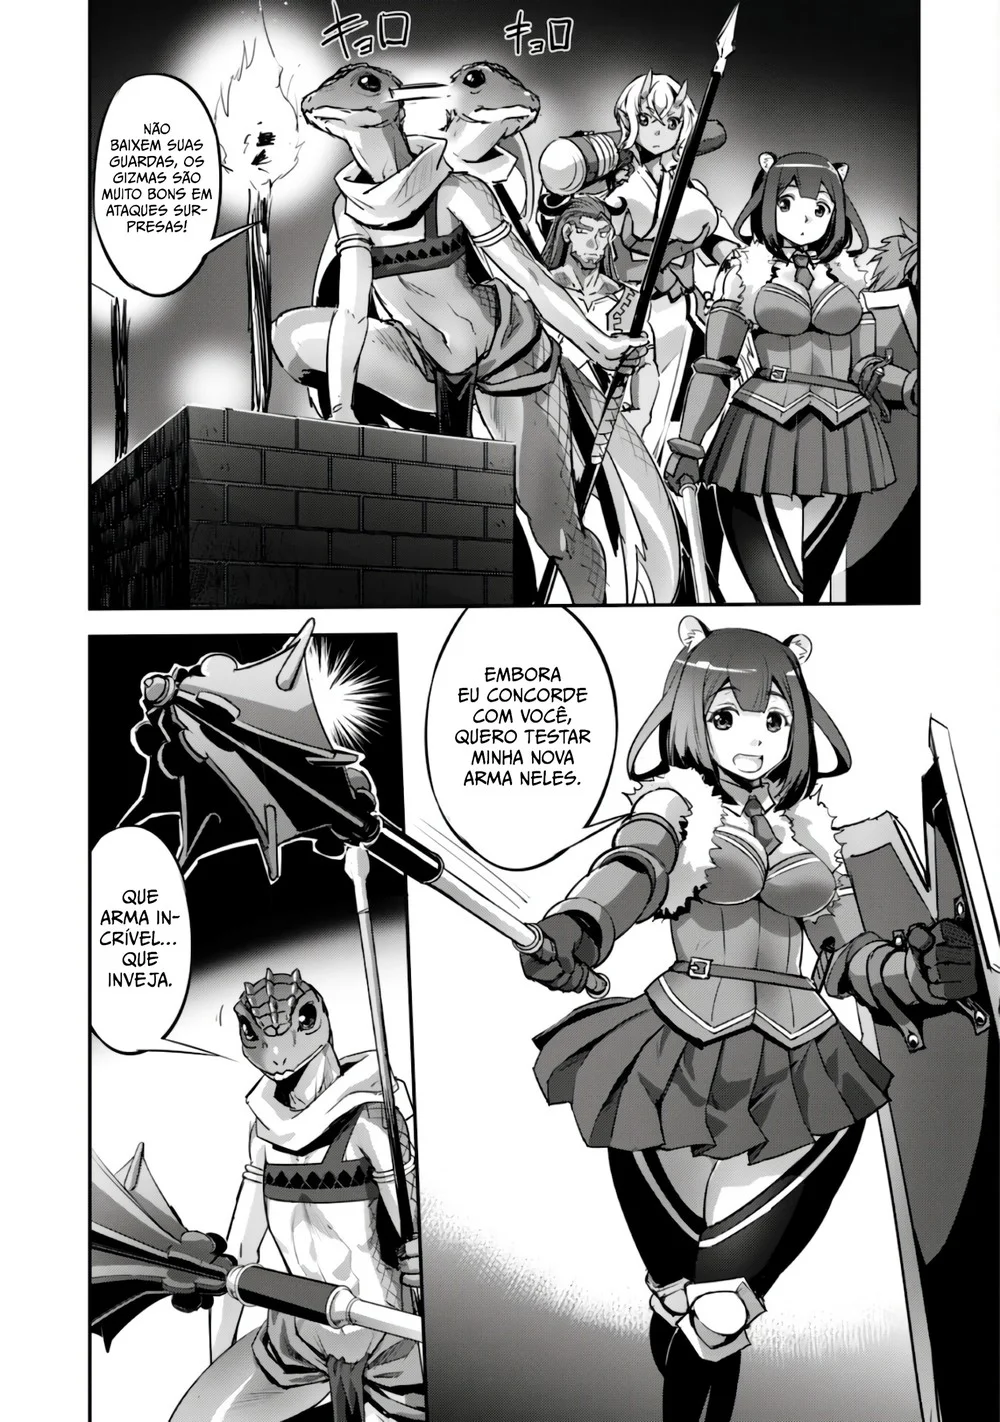 キョロ
キョロ
NÃO
BAIXEM SUAS
GUARDAS, OS
GIZMAS SÃO
MUITO BONS EM
ATAQUES SUR-
PRESAS!
EMBORA
EU CONCORDE
COM VOCÊ,
QUERO TESTAR
MINHA NOVA
ARMA NELES.
QUE
ARMA IN-
CRÍVEL...
QUE
INVEJA.